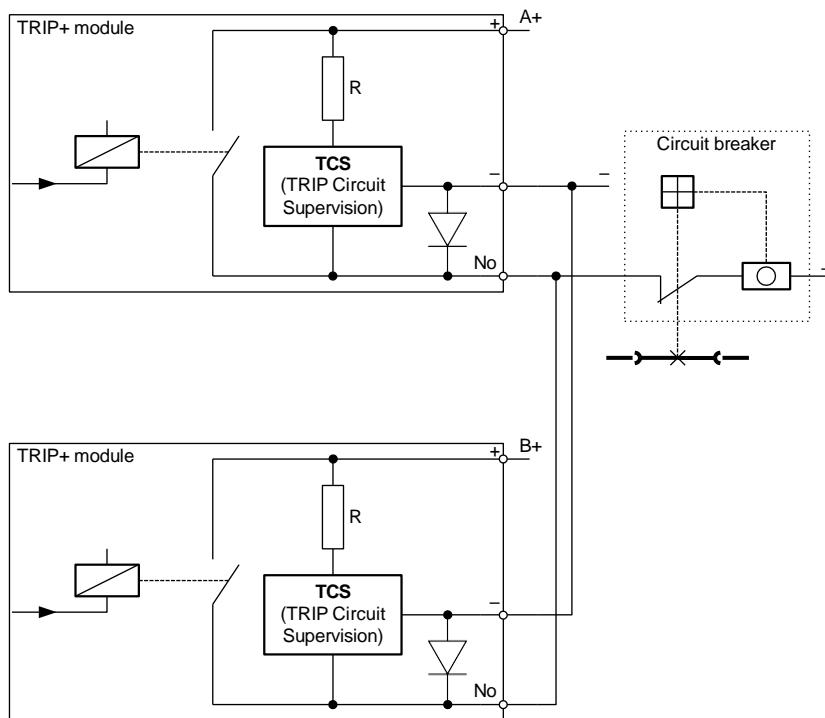 TRIP+ module
+
A+
R
TCS
(TRIP Circuit
Supervision)
–
–
No
Circuit breaker
–
TRIP+ module
+
B+
R
TCS
(TRIP Circuit
Supervision)
–
No